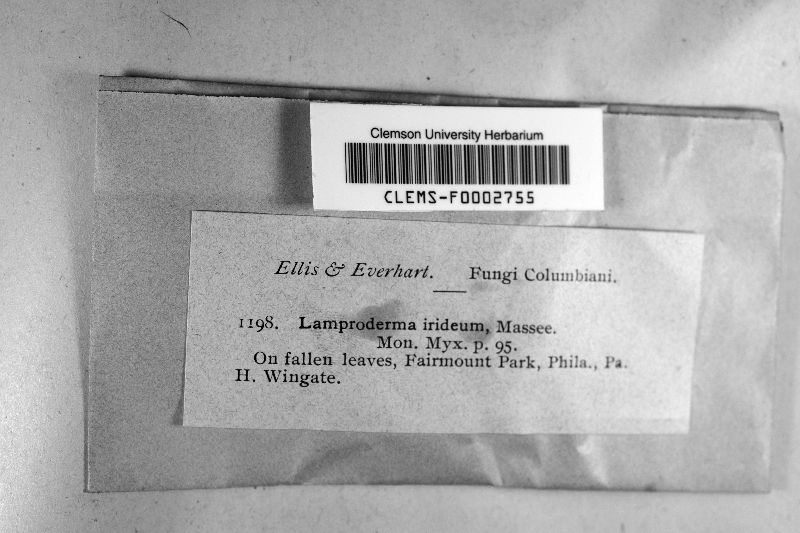 Clemson University Herbarium
CLEMS-F0002755
Ellis & Everhart. Fungi Columbiani.
1198. Lamproderma irideum, Massee.
Mon. Myx. p. 95.
On fallen leaves, Fairmount Park, Phila., Pa.
H. Wingate.